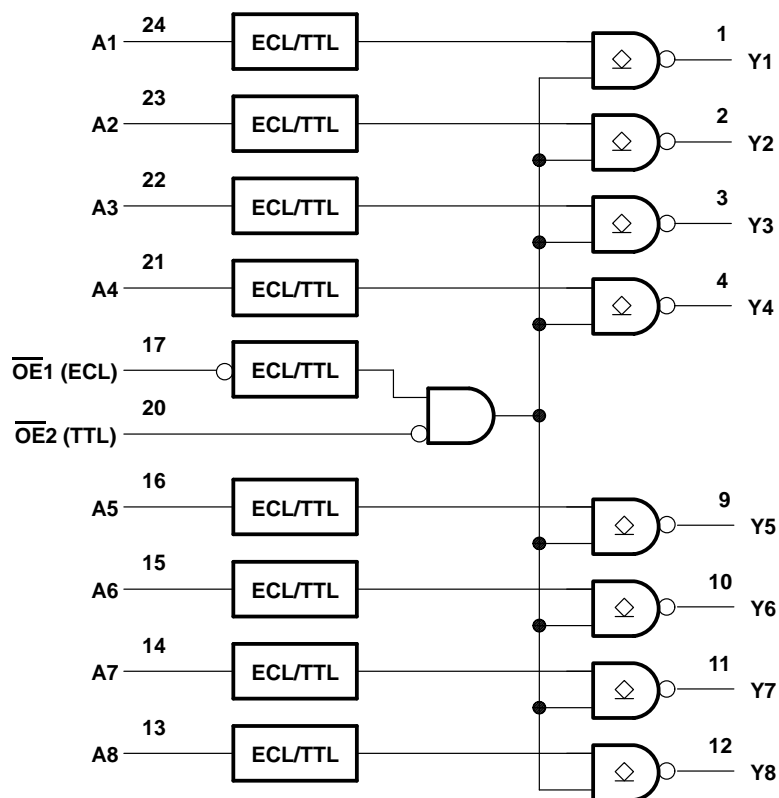 A1 24 ECL/TTL 1 Y1
A2 23 ECL/TTL 2 Y2
A3 22 ECL/TTL 3 Y3
A4 21 ECL/TTL 4 Y4
O̅E̅1 (ECL) 17 ECL/TTL
O̅E̅2 (TTL) 20
A5 16 ECL/TTL 9 Y5
A6 15 ECL/TTL 10 Y6
A7 14 ECL/TTL 11 Y7
A8 13 ECL/TTL 12 Y8